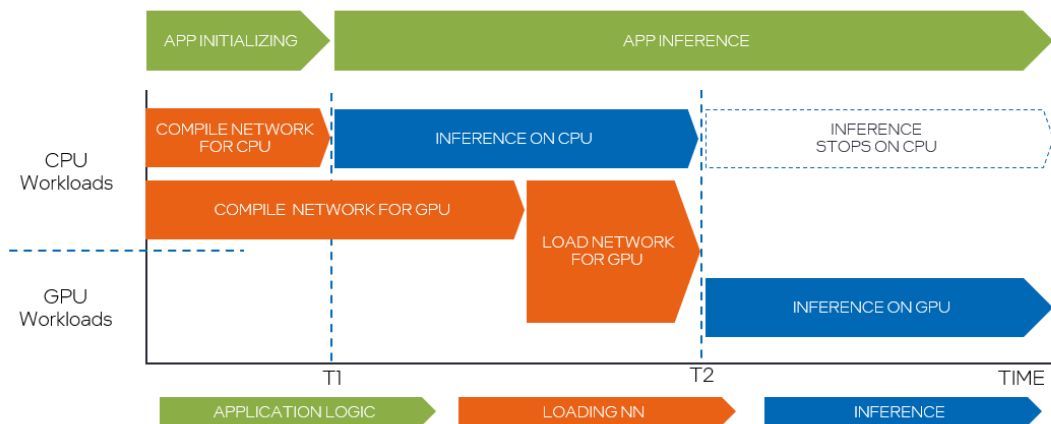 APP INITIALIZING
APP INFERENCE
COMPILE NETWORK
FOR CPU
INFERENCE ON CPU
INFERENCE
STOPS ON CPU
CPU
Workloads
COMPILE NETWORK FOR GPU
LOAD NETWORK
FOR GPU
GPU
Workloads
INFERENCE ON GPU
T1
T2
TIME
APPLICATION LOGIC
LOADING NN
INFERENCE